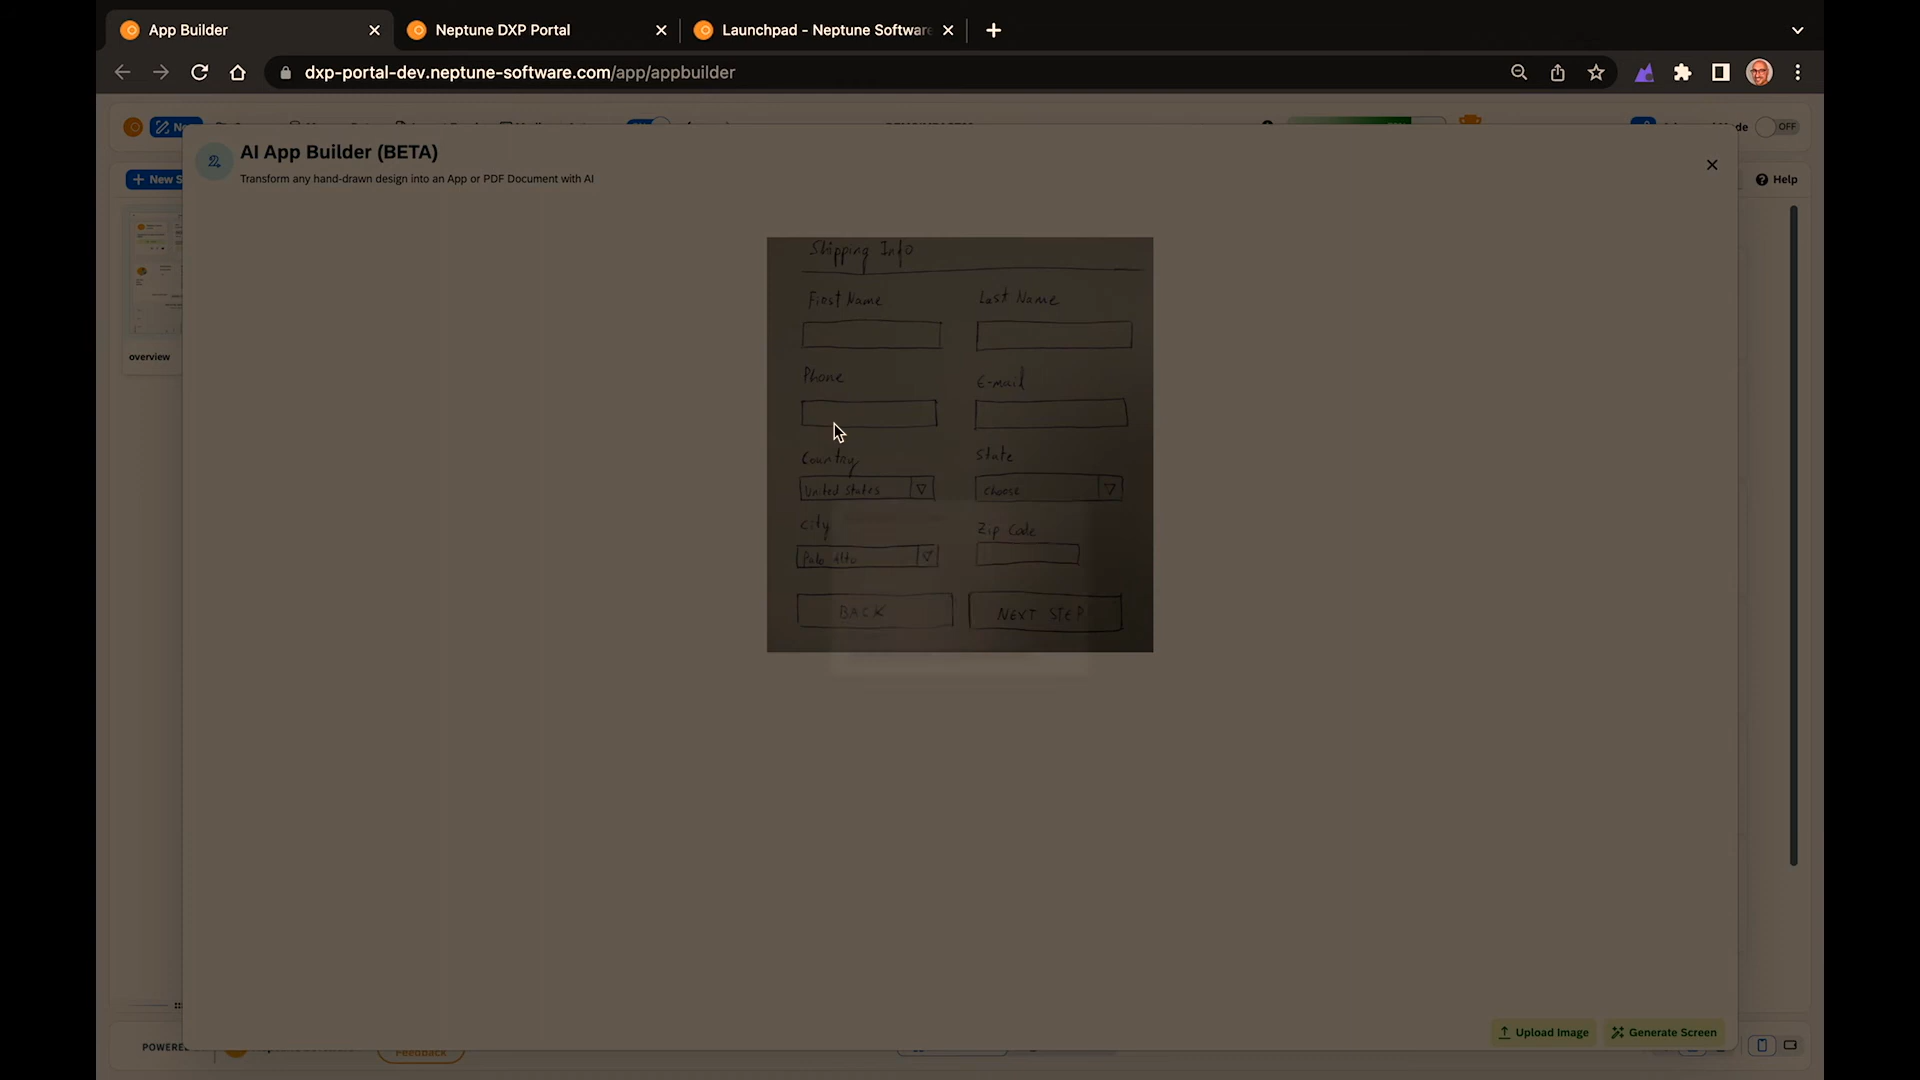 App Builder
Neptune DXP Portal
Launchpad - Neptune Software
dxp-portal-dev.neptune-software.com/app/appbuilder
OFF
AI App Builder (BETA)
Transform any hand-drawn design into an App or PDF Document with AI
Help
overview
Shipping Info
First Name Last Name
Phone E-mail
Country State
United States Choose
City Zip Code
Palo Alto
BACK NEXT STEP
Upload Image Generate Screen
Feedback